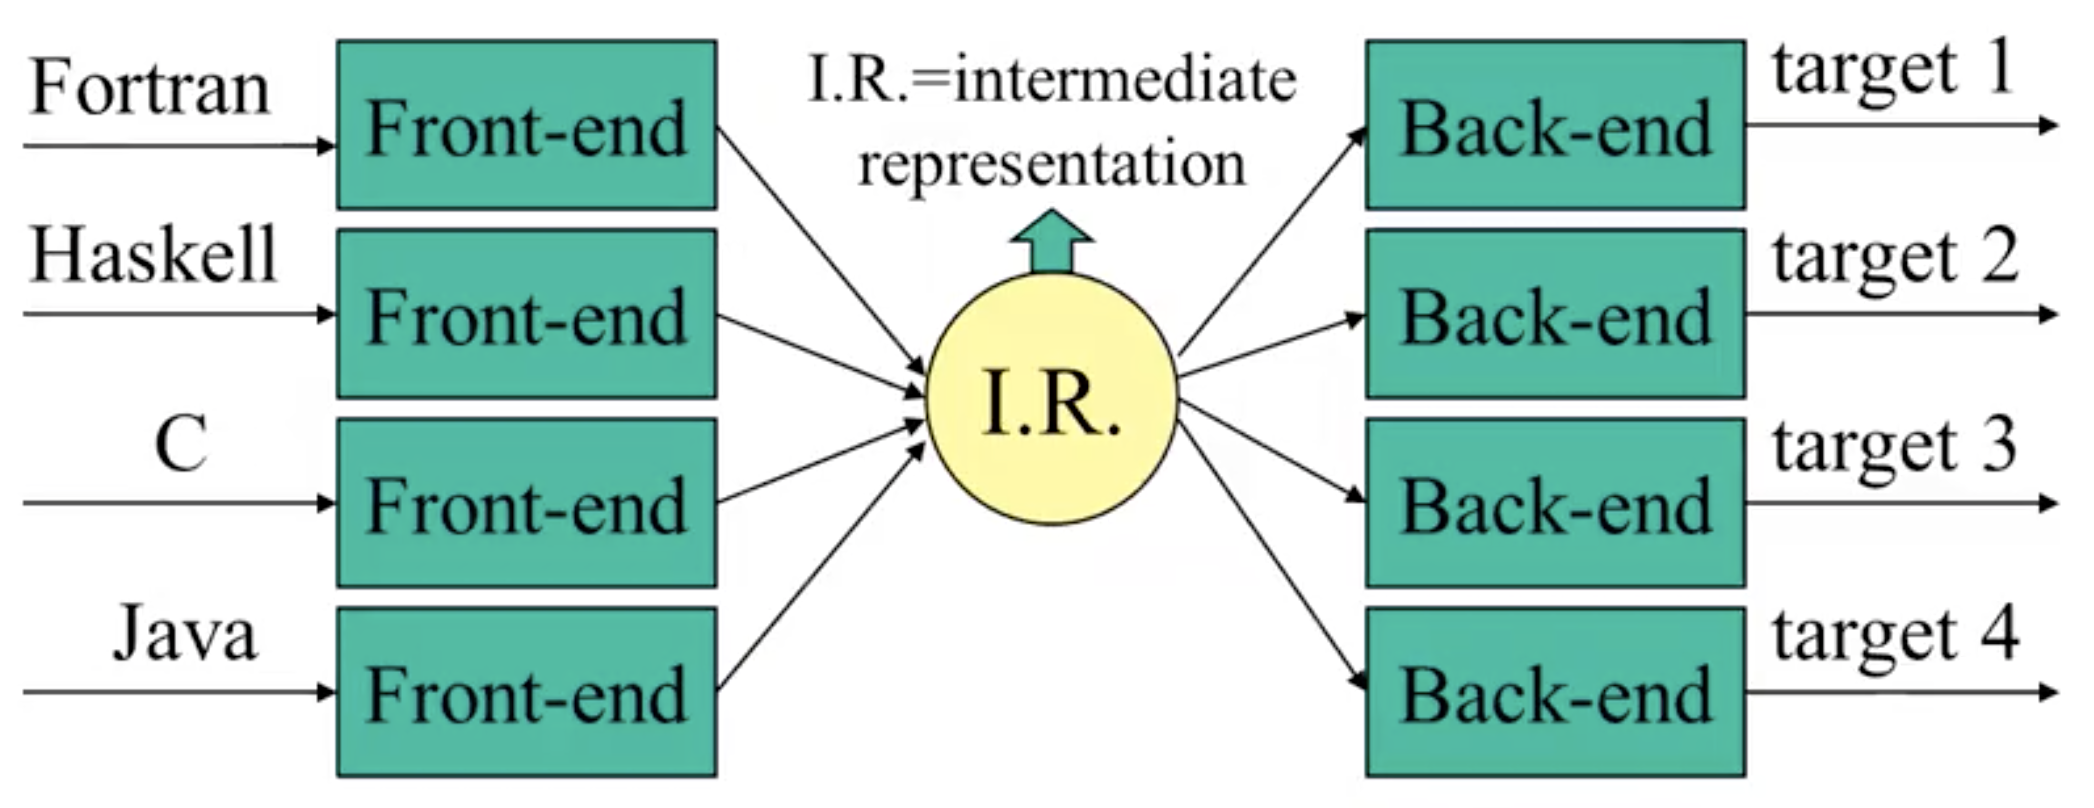 Fortran
Front-end
I.R.=intermediate
representation
Back-end
target 1
Haskell
Front-end
Back-end
target 2
I.R.
C
Front-end
Back-end
target 3
Java
Front-end
Back-end
target 4